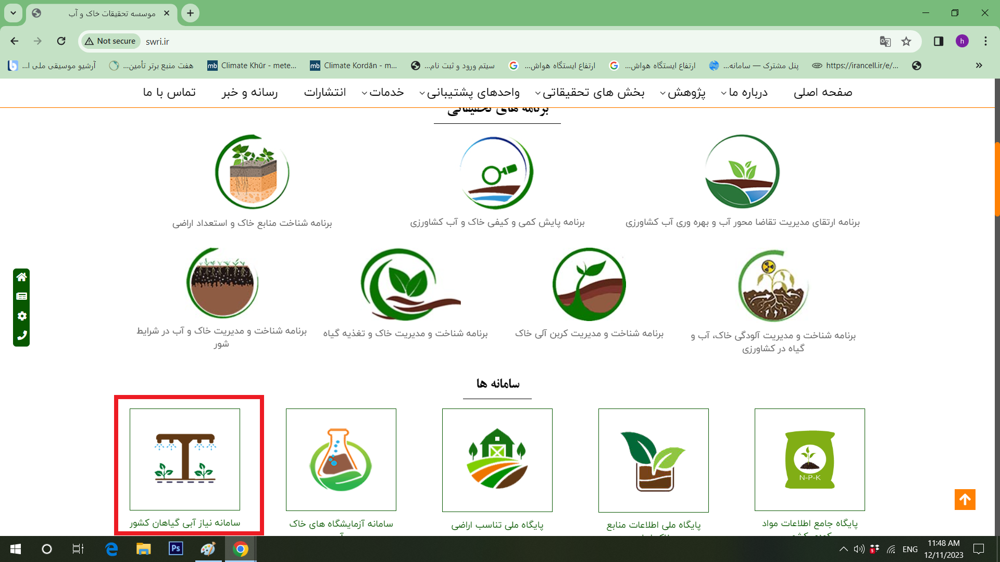 موسسه تحقیقات خاک و آب
Not secure
swri.ir
h
آرشیو موسیقی ملی ا...
هفت منبع برتر تأمین...
mb Climate Khūr - mete...
mb Climate Kordān - m...
سیتم ورود و ثبت نام...
ارتفاع ایستگاه هواش...
ارتفاع ایستگاه هواش...
پنل مشترک — سامانه...
https://irancell.ir/e/...
صفحه اصلی
درباره ما
پژوهش
بخش های تحقیقاتی
واحدهای پشتیبانی
خدمات
انتشارات
رسانه و خبر
تماس با ما
برنامه های تحقیقاتی
برنامه ارتقای مدیریت تقاضا محور آب و بهره وری آب کشاورزی
برنامه پایش کمی و کیفی خاک و آب کشاورزی
برنامه شناخت منابع خاک و استعداد اراضی
برنامه شناخت و مدیریت آلودگی خاک، آب و
گیاه در کشاورزی
برنامه شناخت و مدیریت کربن آلی خاک
برنامه شناخت و مدیریت خاک و تغذیه گیاه
برنامه شناخت و مدیریت خاک و آب در شرایط
شور
سامانه ها
N-P-K
پایگاه جامع اطلاعات مواد
پایگاه ملی اطلاعات منابع
پایگاه ملی تناسب اراضی
سامانه آزمایشگاه های خاک
سامانه نیاز آبی گیاهان کشور
Ps
5
ENG
11:48 AM
12/11/2023